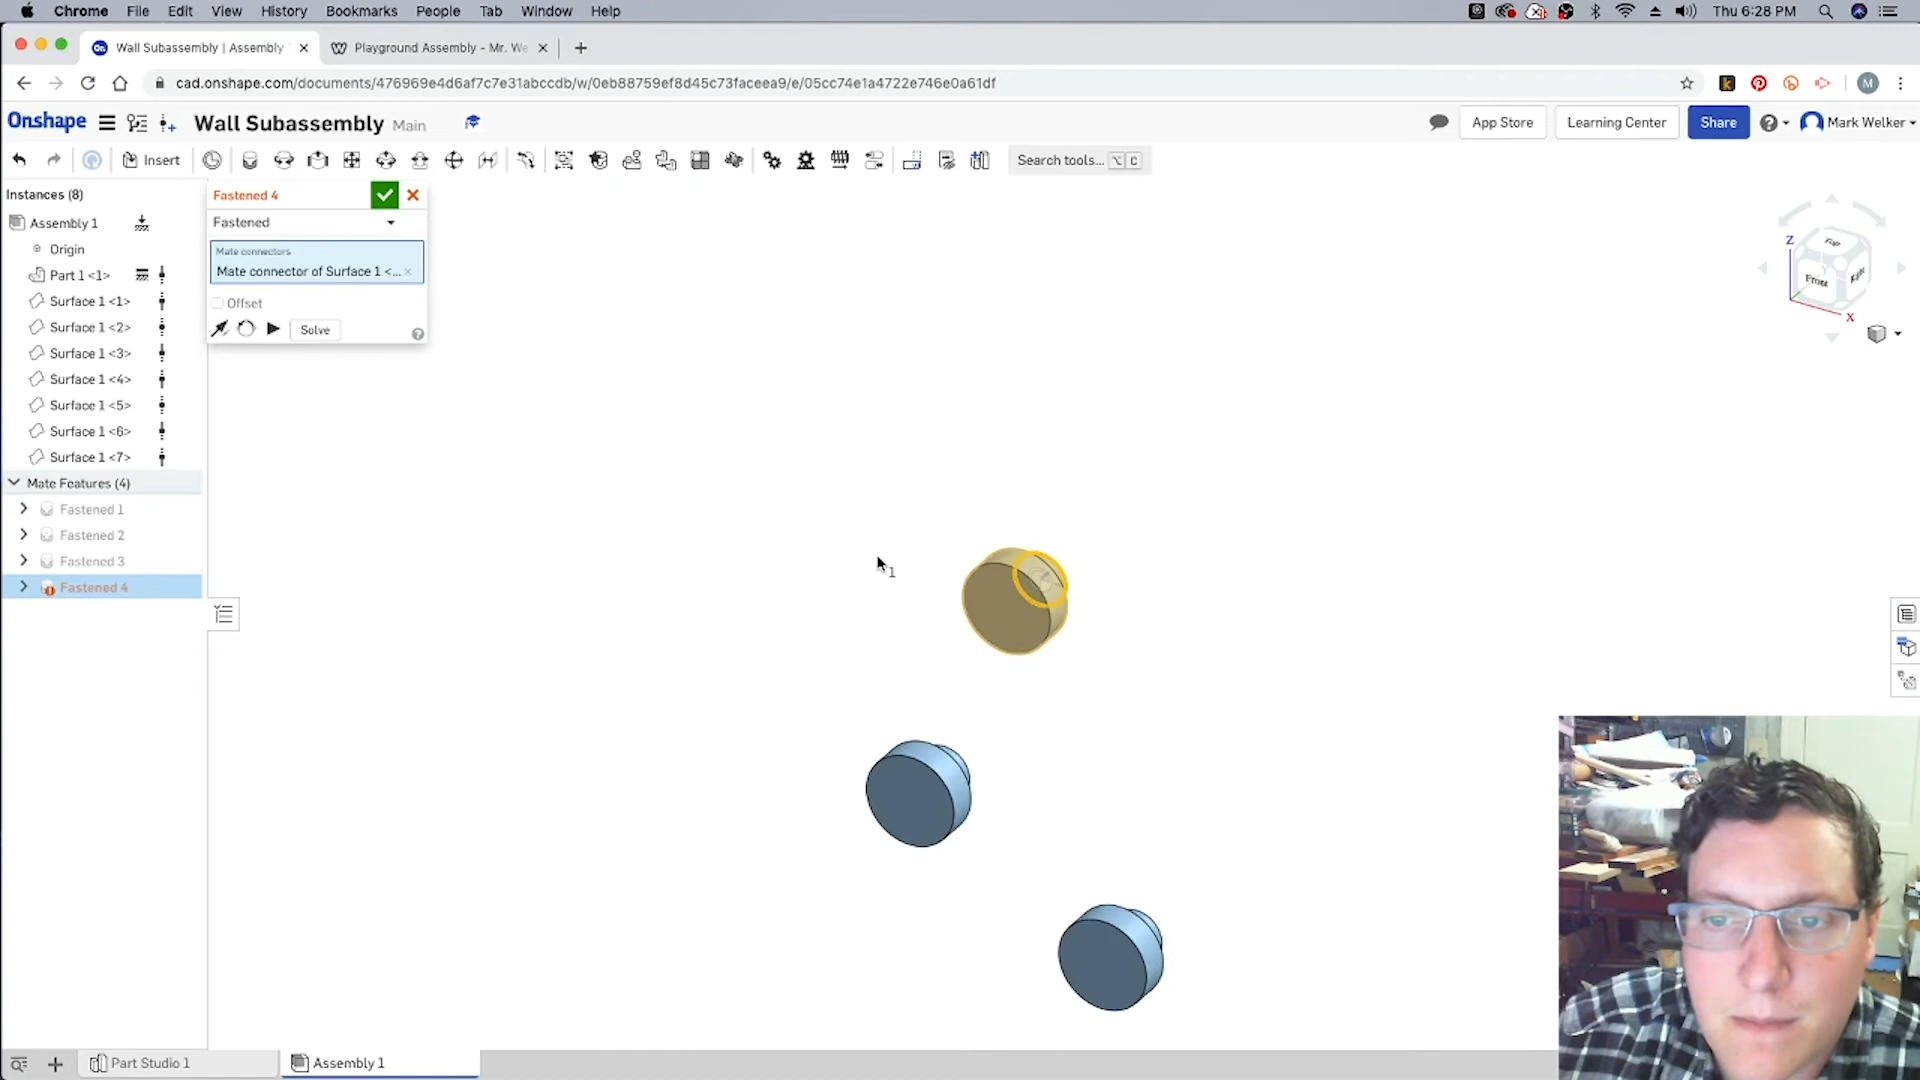 Chrome File Edit View History Bookmarks People Tab Window Help Thu 6:28 PM
Wall Subassembly | Assembly Playground Assembly - Mr. We
cad.onshape.com/documents/476969e4d6af7c7e31abccdb/w/0eb88759ef8d45c73faceea9/e/05cc74e1a4722e746e0a61df
Onshape Wall Subassembly Main App Store Learning Center Share Mark Welker
Insert Search tools... ⌥ C
Instances (8)
Assembly 1
Origin
Part 1 <1>
Surface 1 <1>
Surface 1 <2>
Surface 1 <3>
Surface 1 <4>
Surface 1 <5>
Surface 1 <6>
Surface 1 <7>
Mate Features (4)
Fastened 1
Fastened 2
Fastened 3
Fastened 4
Fastened 4
Fastened
Mate connectors
Mate connector of Surface 1 <...
Offset
Solve
1
Z
Top
Front
Right
X
Part Studio 1 Assembly 1